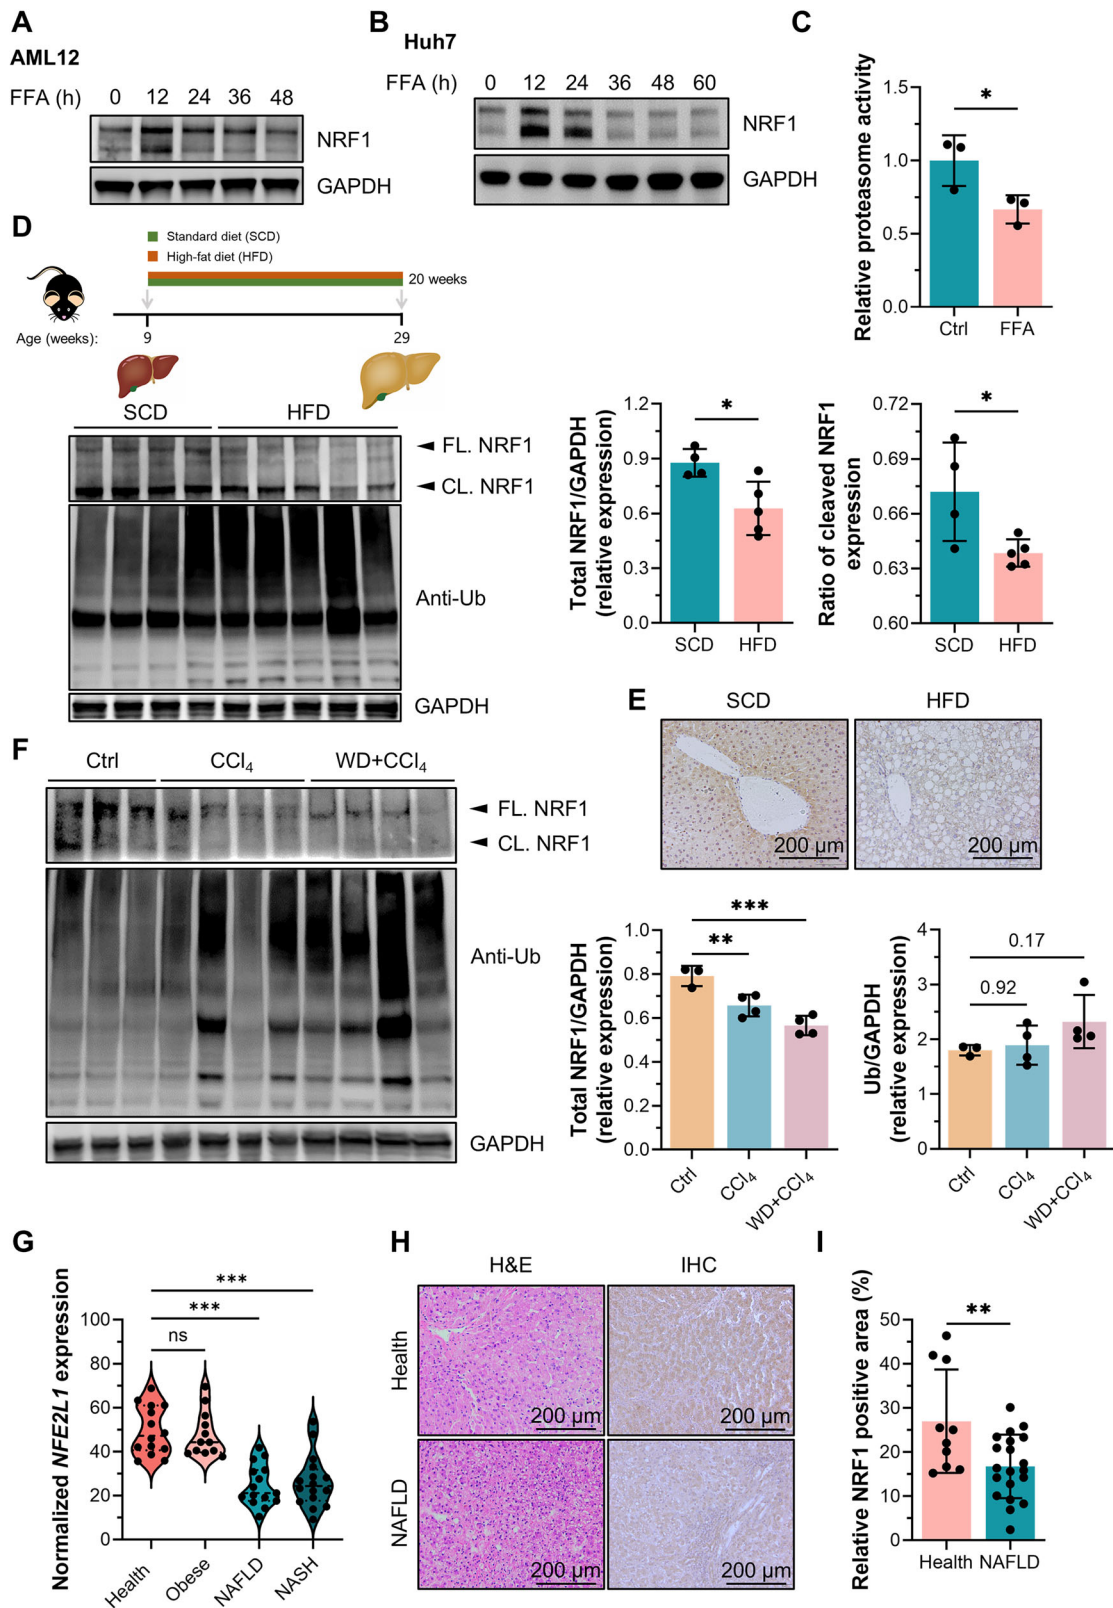 A
AML12
FFA (h) 0 12 24 36 48
NRF1
GAPDH
B
Huh7
FFA (h) 0 12 24 36 48 60
NRF1
GAPDH
C
Relative proteasome activity
1.5
1.0
0.5
0.0
*
Ctrl FFA
D
Standard diet (SCD)
High-fat diet (HFD)
20 weeks
Age (weeks): 9 29
SCD HFD
FL. NRF1
CL. NRF1
Anti-Ub
GAPDH
Total NRF1/GAPDH
(relative expression)
1.2
0.9
0.6
0.3
0.0
*
SCD HFD
Ratio of cleaved NRF1
expression
0.72
0.69
0.66
0.63
0.60
*
SCD HFD
E
SCD HFD
200 µm 200 µm
F
Ctrl CCl4 WD+CCl4
FL. NRF1
CL. NRF1
Anti-Ub
GAPDH
Total NRF1/GAPDH
(relative expression)
1.0
0.8
0.6
0.4
0.2
0.0
***
**
Ctrl CCl4 WD+CCl4
Ub/GAPDH
(relative expression)
4
3
2
1
0
0.17
0.92
Ctrl CCl4 WD+CCl4
G
Normalized NFE2L1 expression
100
80
60
40
20
0
***
***
ns
Health Obese NAFLD NASH
H
H&E IHC
Health
200 µm 200 µm
NAFLD
200 µm 200 µm
I
Relative NRF1 positive area (%)
50
40
30
20
10
0
**
Health NAFLD